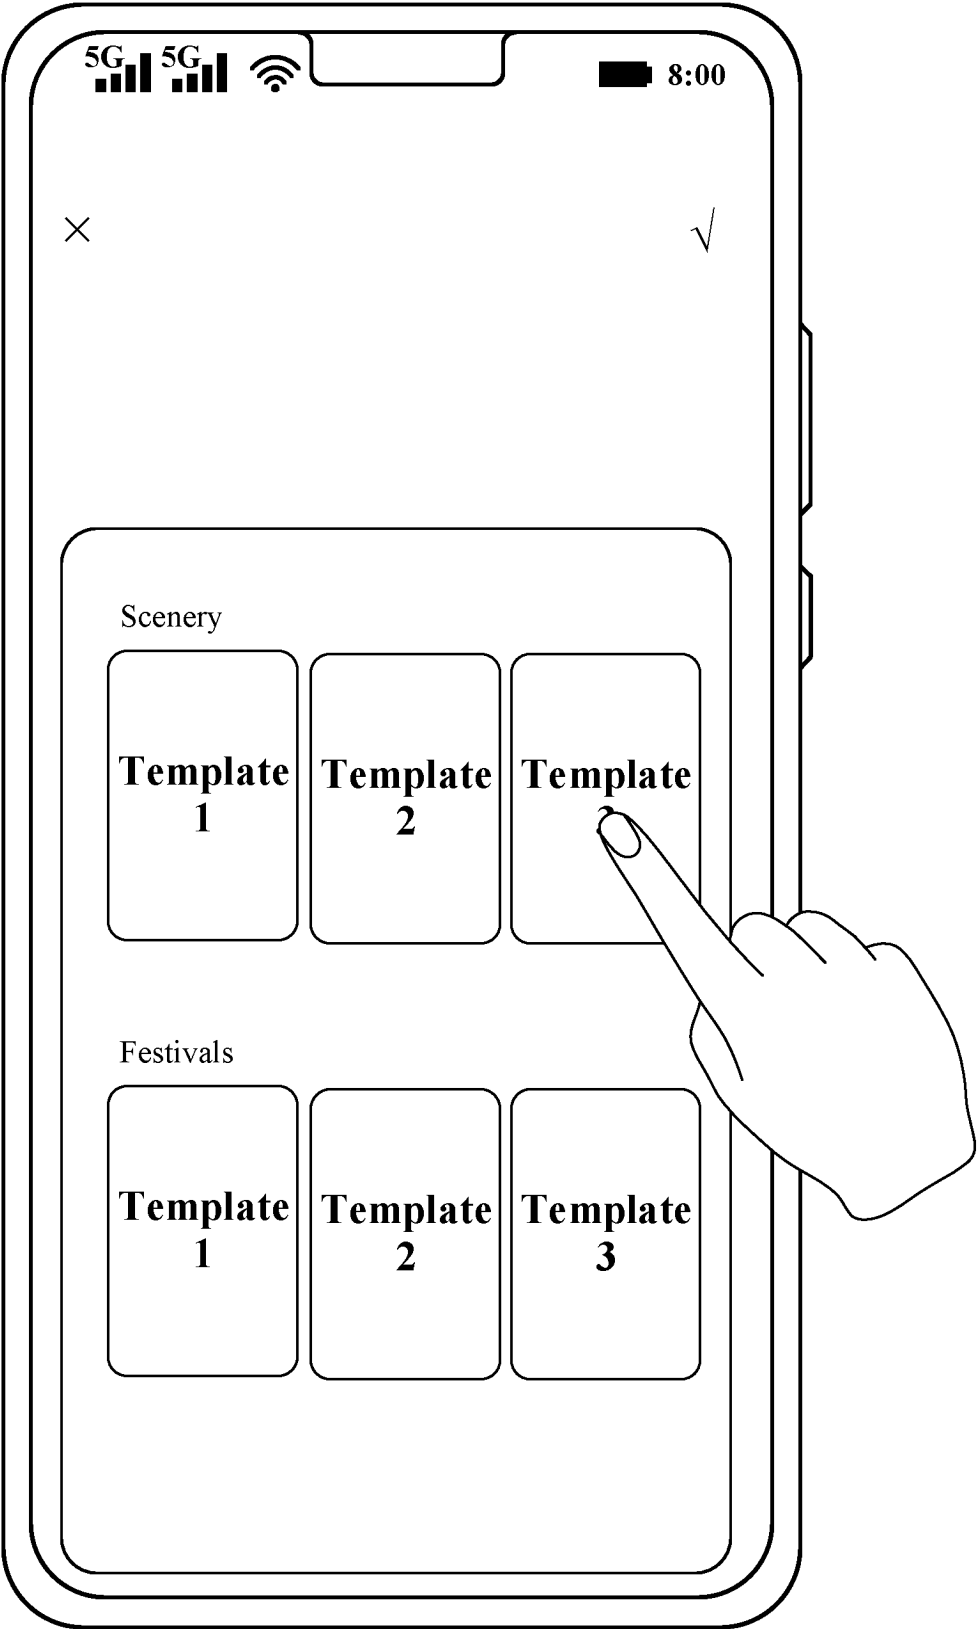 5G 5G 8:00
× √
Scenery
Template Template Template
1 2
Festivals
Template Template Template
1 2 3